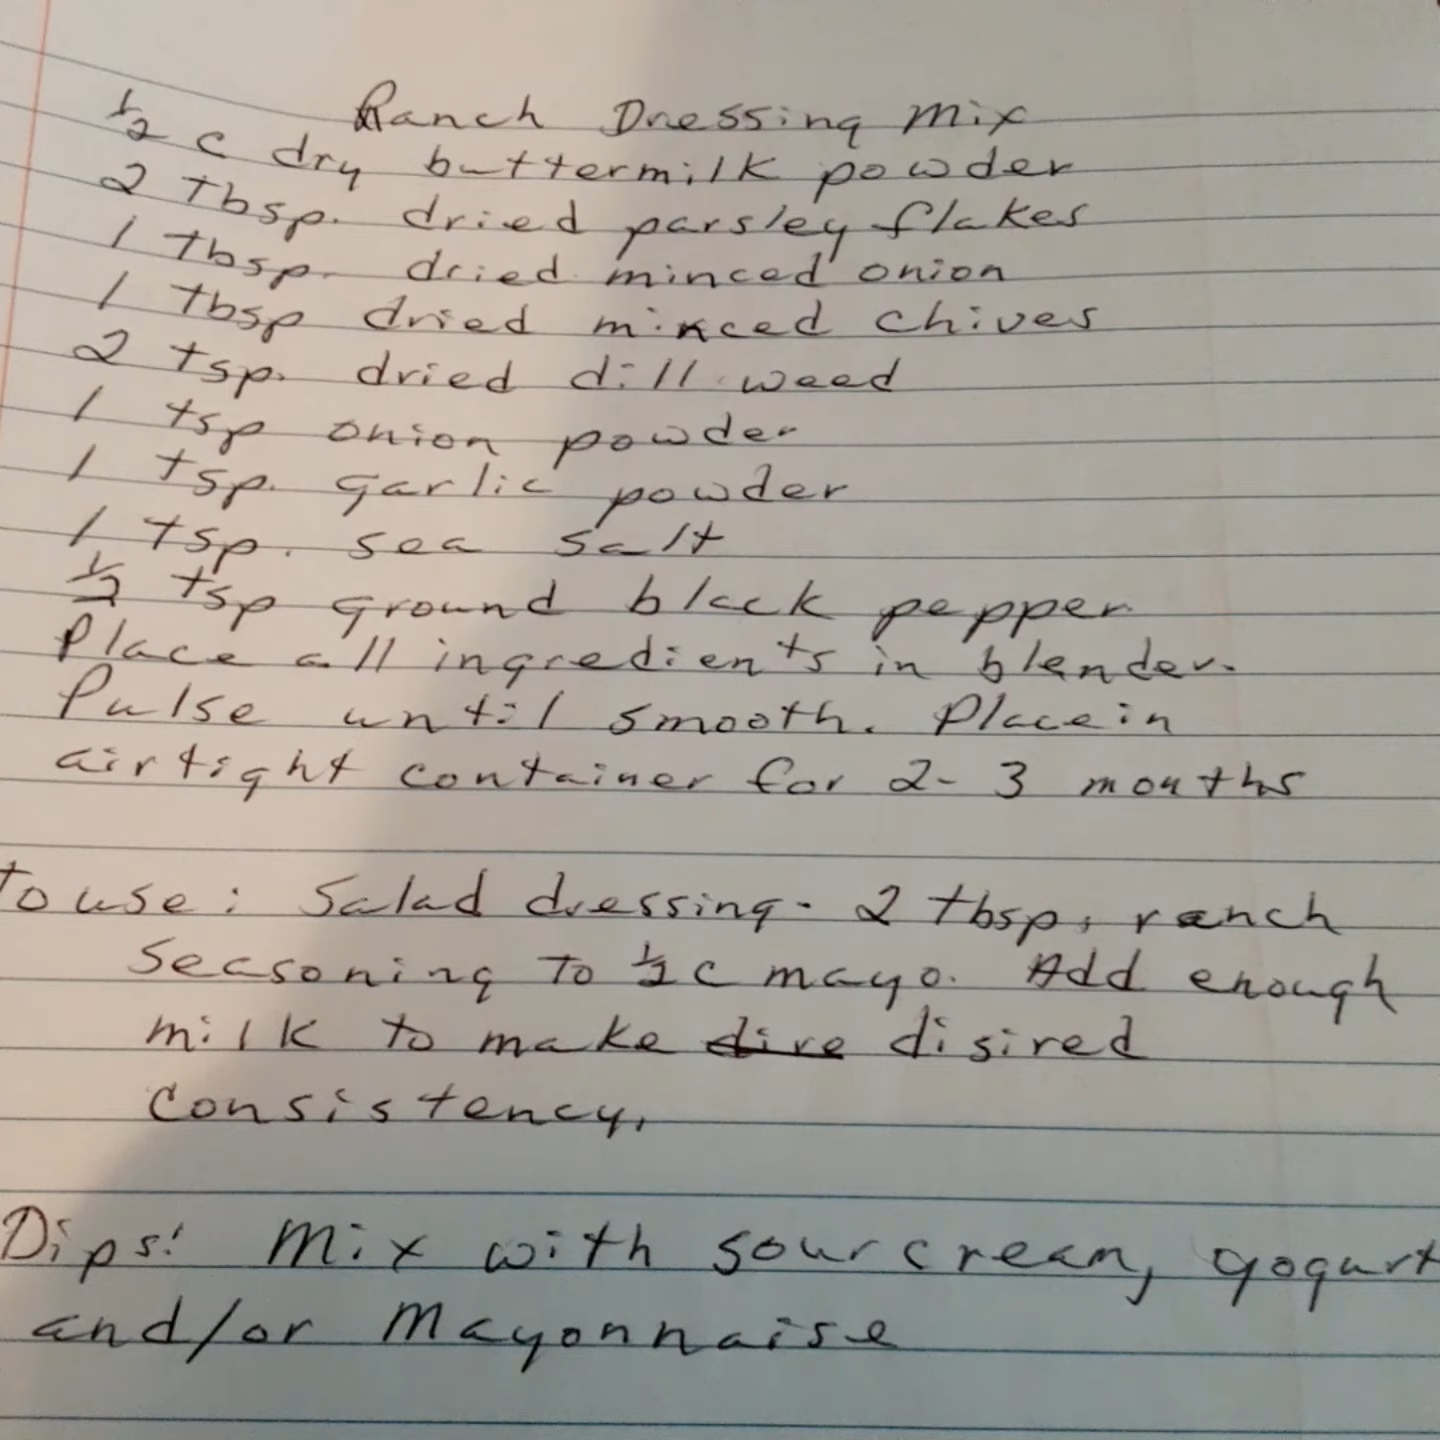 Ranch Dressing Mix
1/2 c dry buttermilk powder
2 Tbsp. dried parsley flakes
1 Tbsp. dried minced onion
1 Tbsp dried minced chives
2 tsp. dried dill weed
1 tsp onion powder
1 tsp. garlic powder
1 tsp. sea salt
1/2 tsp ground black pepper
Place all ingredients in blender.
Pulse until smooth. Place in
airtight container for 2-3 months
To use: Salad dressing - 2 tbsp. ranch
Seasoning to 1/2 c mayo. Add enough
milk to make dire disired
consistency.
Dips: Mix with sour cream, yogurt
and/or Mayonnaise